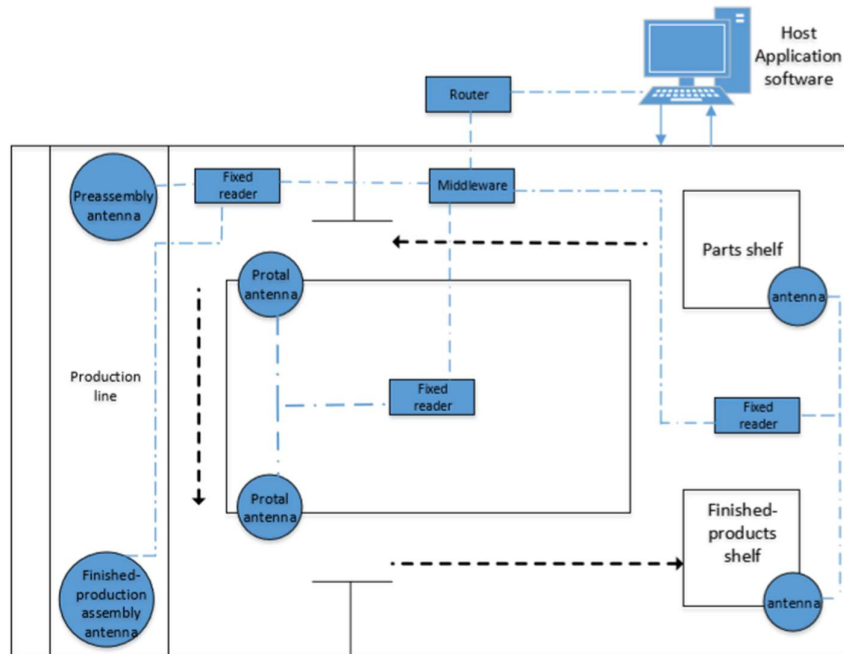 Host
Application
software
Router
Preassembly
antenna
Fixed
reader
Middleware
Parts shelf
antenna
Protal
antenna
Production
line
Fixed
reader
Fixed
reader
Protal
antenna
Finished-
products
shelf
antenna
Finished-
production
assembly
antenna